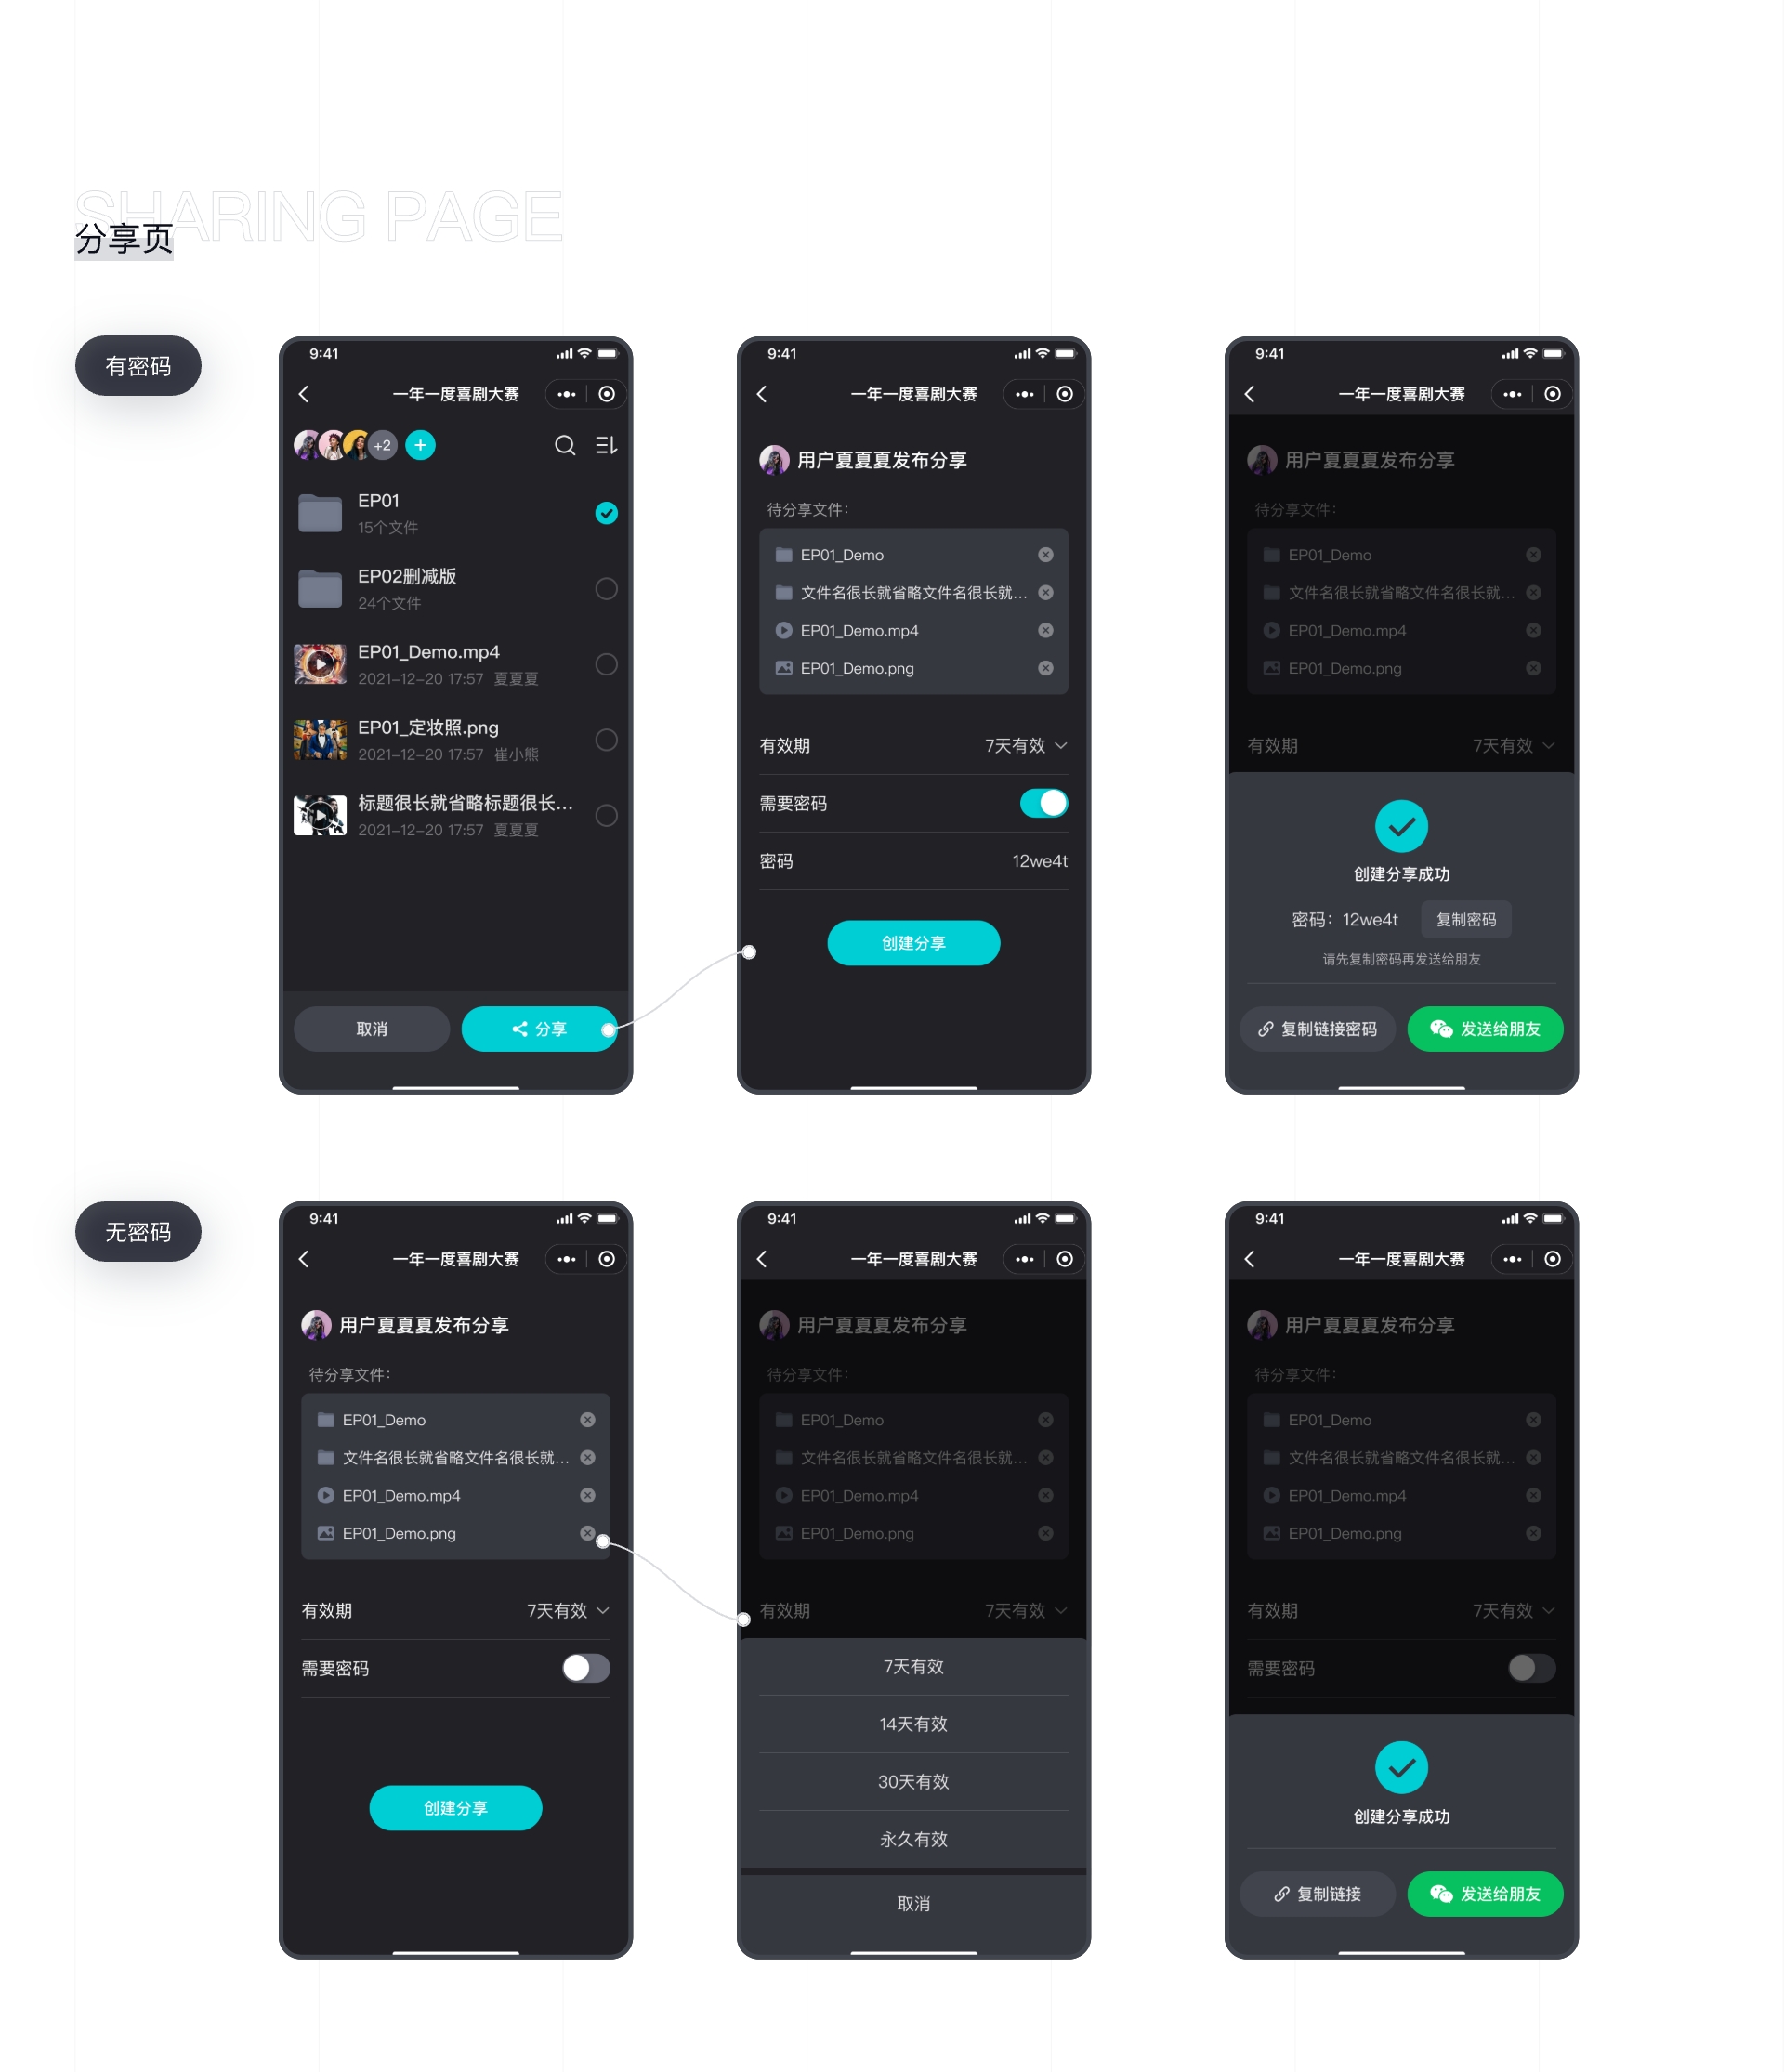 SHARING PAGE
分享页
有密码
9:41
一年一度喜剧大赛
+2
EP01
15个文件
EP02删减版
24个文件
EP01_Demo.mp4
2021-12-20 17:57 夏夏夏
EP01_定妆照.png
2021-12-20 17:57 崔小熊
标题很长就省略标题很长...
2021-12-20 17:57 夏夏夏
取消
分享
9:41
一年一度喜剧大赛
用户夏夏夏发布分享
待分享文件：
EP01_Demo
文件名很长就省略文件名很长就...
EP01_Demo.mp4
EP01_Demo.png
有效期 7天有效
需要密码
密码 12we4t
创建分享
9:41
一年一度喜剧大赛
用户夏夏夏发布分享
待分享文件：
EP01_Demo
文件名很长就省略文件名很长就...
EP01_Demo.mp4
EP01_Demo.png
有效期 7天有效
创建分享成功
密码：12we4t 复制密码
请先复制密码再发送给朋友
复制链接密码
发送给朋友
无密码
9:41
一年一度喜剧大赛
用户夏夏夏发布分享
待分享文件：
EP01_Demo
文件名很长就省略文件名很长就...
EP01_Demo.mp4
EP01_Demo.png
有效期 7天有效
需要密码
创建分享
9:41
一年一度喜剧大赛
用户夏夏夏发布分享
待分享文件：
EP01_Demo
文件名很长就省略文件名很长就...
EP01_Demo.mp4
EP01_Demo.png
有效期 7天有效
7天有效
14天有效
30天有效
永久有效
取消
9:41
一年一度喜剧大赛
用户夏夏夏发布分享
待分享文件：
EP01_Demo
文件名很长就省略文件名很长就...
EP01_Demo.mp4
EP01_Demo.png
有效期 7天有效
需要密码
创建分享成功
复制链接
发送给朋友